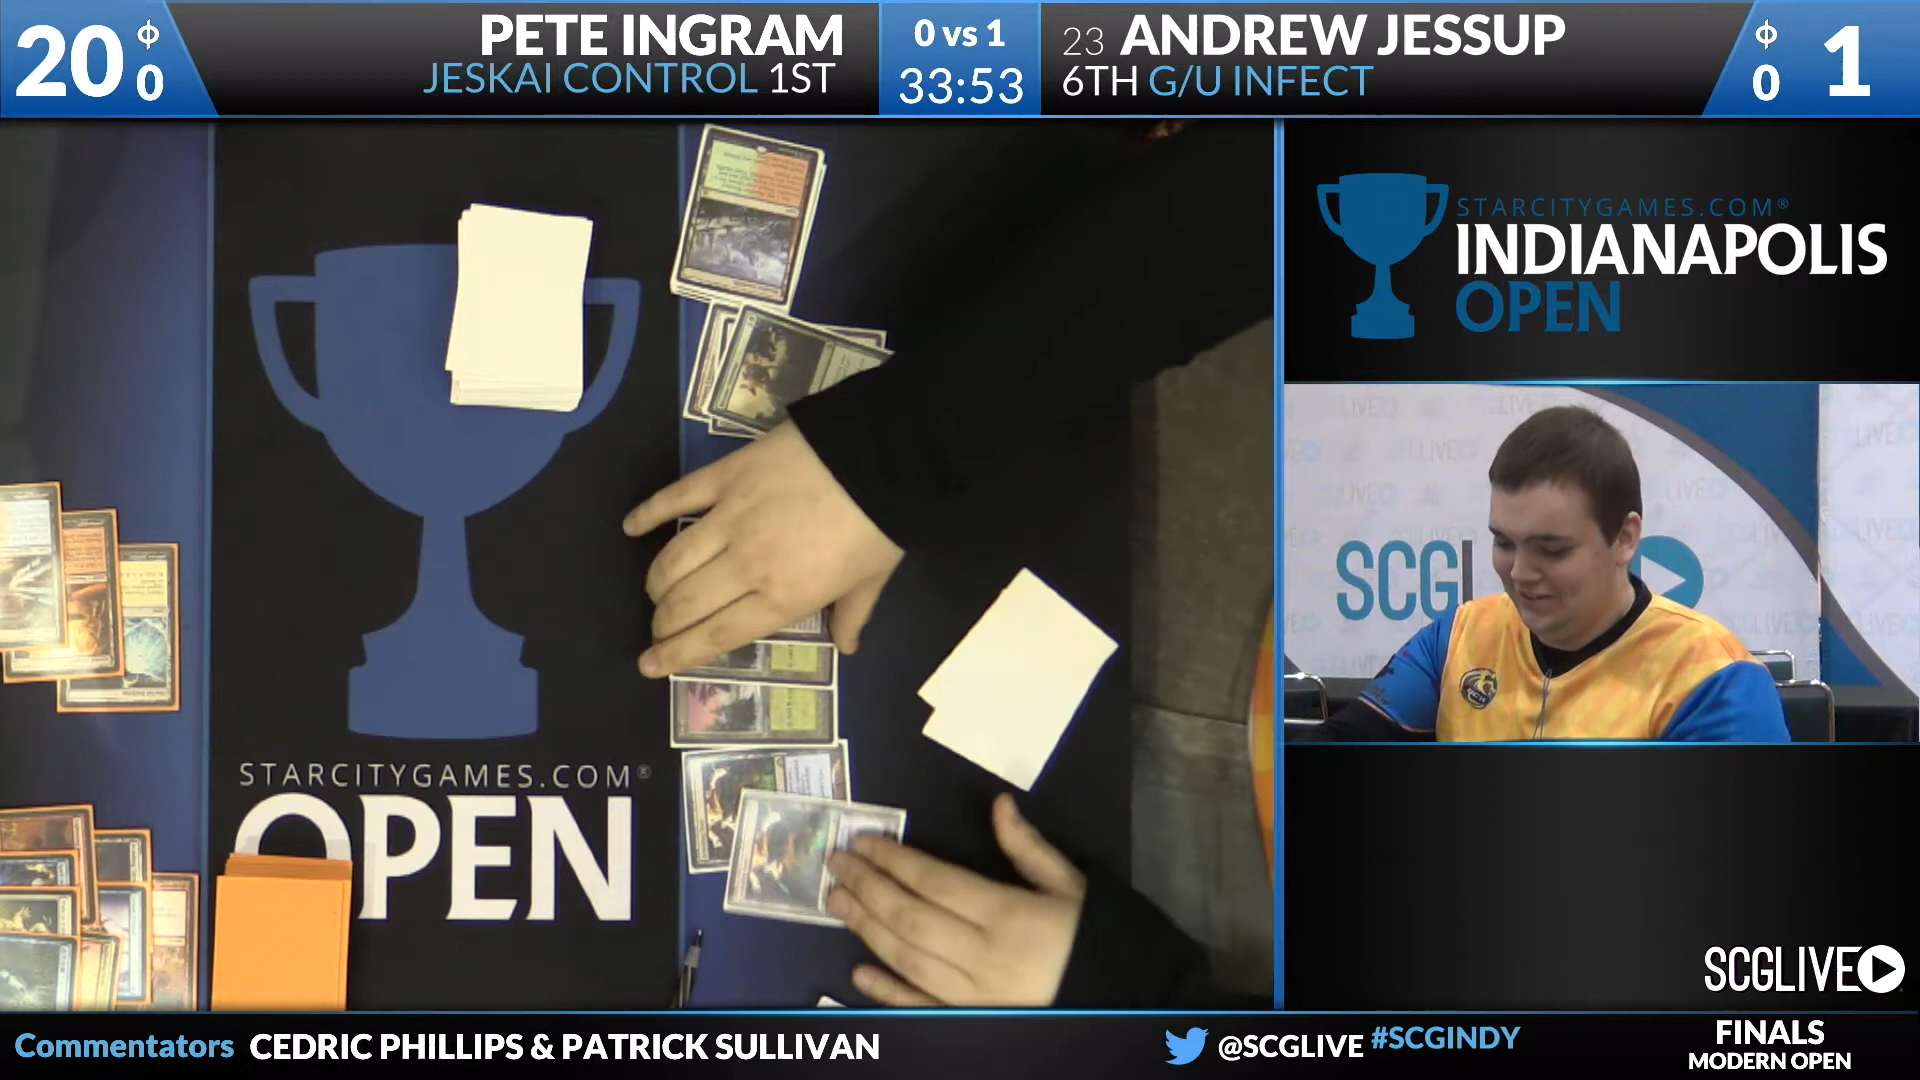 20
0
PETE INGRAM
JESKAI CONTROL 1ST
0 vs 1
33:53
23 ANDREW JESSUP
6TH G/U INFECT
0
1
STARCITYGAMES.COM®
INDIANAPOLIS
OPEN
SCGL
STARCITYGAMES.COM®
OPEN
SCGLIVE
Commentators CEDRIC PHILLIPS & PATRICK SULLIVAN
@SCGLIVE #SCGINDY
FINALS
MODERN OPEN